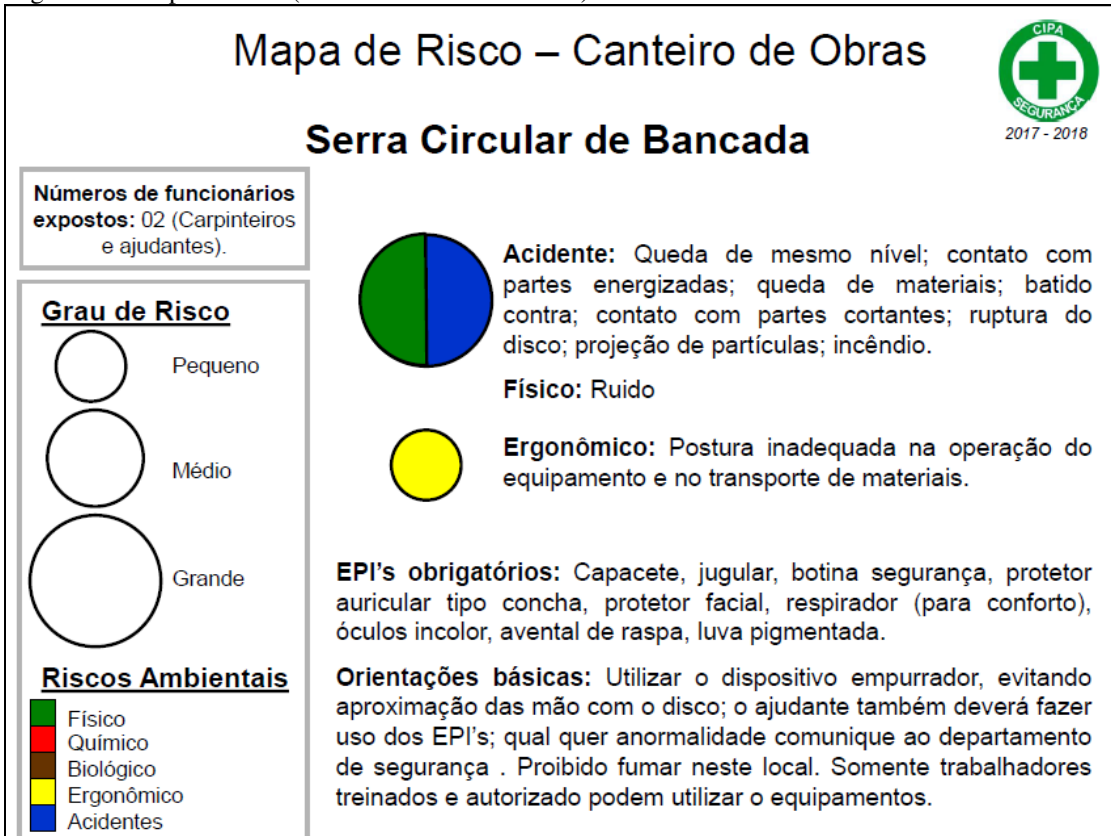 Mapa de Risco – Canteiro de Obras
CIPA
SEGURANÇA
2017 - 2018
Serra Circular de Bancada
Números de funcionários
expostos: 02 (Carpinteiros
e ajudantes).
Grau de Risco
Pequeno
Médio
Grande
Riscos Ambientais
Físico
Químico
Biológico
Ergonômico
Acidentes
Acidente: Queda de mesmo nível; contato com
partes energizadas; queda de materiais; batido
contra; contato com partes cortantes; ruptura do
disco; projeção de partículas; incêndio.
Físico: Ruido
Ergonômico: Postura inadequada na operação do
equipamento e no transporte de materiais.
EPI's obrigatórios: Capacete, jugular, botina segurança, protetor
auricular tipo concha, protetor facial, respirador (para conforto),
óculos incolor, avental de raspa, luva pigmentada.
Orientações básicas: Utilizar o dispositivo empurrador, evitando
aproximação das mão com o disco; o ajudante também deverá fazer
uso dos EPI's; qual quer anormalidade comunique ao departamento
de segurança . Proibido fumar neste local. Somente trabalhadores
treinados e autorizado podem utilizar o equipamentos.